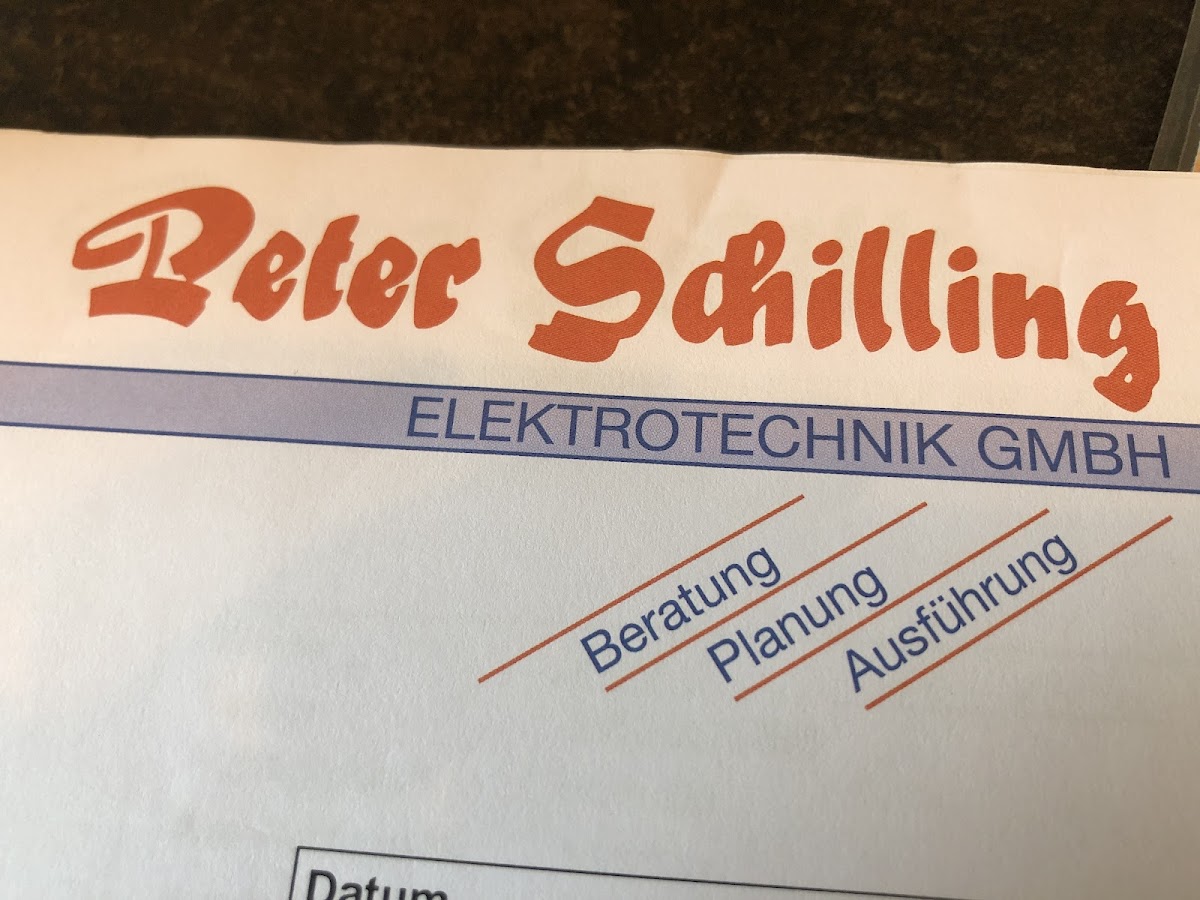 Peter Schilling
ELEKTROTECHNIK GMBH
Beratung
Planung
Ausführung
Datum